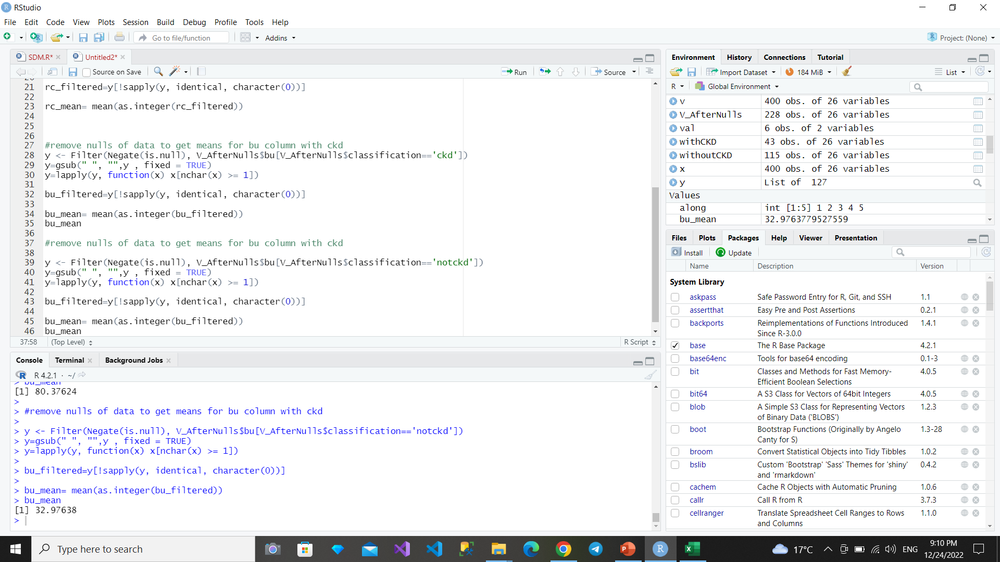 RStudio
File Edit Code View Plots Session Build Debug Profile Tools Help
Go to file/function Addins Project: (None)
SDM.R* Untitled2*
Source on Save Run Source
21 rc_filtered=y[!sapply(y, identical, character(0))]
22
23 rc_mean= mean(as.integer(rc_filtered))
24
25
26
27 #remove nulls of data to get means for bu column with ckd
28 y <- Filter(Negate(is.null), V_AfterNulls$bu[V_AfterNulls$classification=='ckd'])
29 y=gsub(" ", "",y , fixed = TRUE)
30 y=lapply(y, function(x) x[nchar(x) >= 1])
31
32 bu_filtered=y[!sapply(y, identical, character(0))]
33
34 bu_mean= mean(as.integer(bu_filtered))
35 bu_mean
36
37 #remove nulls of data to get means for bu column with ckd
38
39 y <- Filter(Negate(is.null), V_AfterNulls$bu[V_AfterNulls$classification=='notckd'])
40 y=gsub(" ", "",y , fixed = TRUE)
41 y=lapply(y, function(x) x[nchar(x) >= 1])
42
43 bu_filtered=y[!sapply(y, identical, character(0))]
44
45 bu_mean= mean(as.integer(bu_filtered))
46 bu_mean
37:58 (Top Level) R Script
Console Terminal Background Jobs
R 4.2.1 · ~/
> bu_mean
[1] 80.37624
>
> #remove nulls of data to get means for bu column with ckd
>
> y <- Filter(Negate(is.null), V_AfterNulls$bu[V_AfterNulls$classification=='notckd'])
> y=gsub(" ", "",y , fixed = TRUE)
> y=lapply(y, function(x) x[nchar(x) >= 1])
>
> bu_filtered=y[!sapply(y, identical, character(0))]
>
> bu_mean= mean(as.integer(bu_filtered))
> bu_mean
[1] 32.97638
>
Environment History Connections Tutorial
Import Dataset 184 MiB List
R Global Environment
v 400 obs. of 26 variables
V_AfterNulls 228 obs. of 26 variables
val 6 obs. of 2 variables
withCKD 43 obs. of 26 variables
withoutCKD 115 obs. of 26 variables
x 400 obs. of 26 variables
y List of 127
Values
along int [1:5] 1 2 3 4 5
bu_mean 32.9763779527559
Files Plots Packages Help Viewer Presentation
Install Update
Name Description Version
System Library
askpass Safe Password Entry for R, Git, and SSH 1.1
assertthat Easy Pre and Post Assertions 0.2.1
backports Reimplementations of Functions Introduced 1.4.1
Since R-3.0.0
base The R Base Package 4.2.1
base64enc Tools for base64 encoding 0.1-3
bit Classes and Methods for Fast Memory- 4.0.5
Efficient Boolean Selections
bit64 A S3 Class for Vectors of 64bit Integers 4.0.5
blob A Simple S3 Class for Representing Vectors 1.2.3
of Binary Data ('BLOBS')
boot Bootstrap Functions (Originally by Angelo 1.3-28
Canty for S)
broom Convert Statistical Objects into Tidy Tibbles 1.0.2
bslib Custom 'Bootstrap' 'Sass' Themes for 'shiny' 0.4.2
and 'rmarkdown'
cachem Cache R Objects with Automatic Pruning 1.0.6
callr Call R from R 3.7.3
cellranger Translate Spreadsheet Cell Ranges to Rows 1.1.0
and Columns
Type here to search
17°C ENG 9:10 PM
12/24/2022